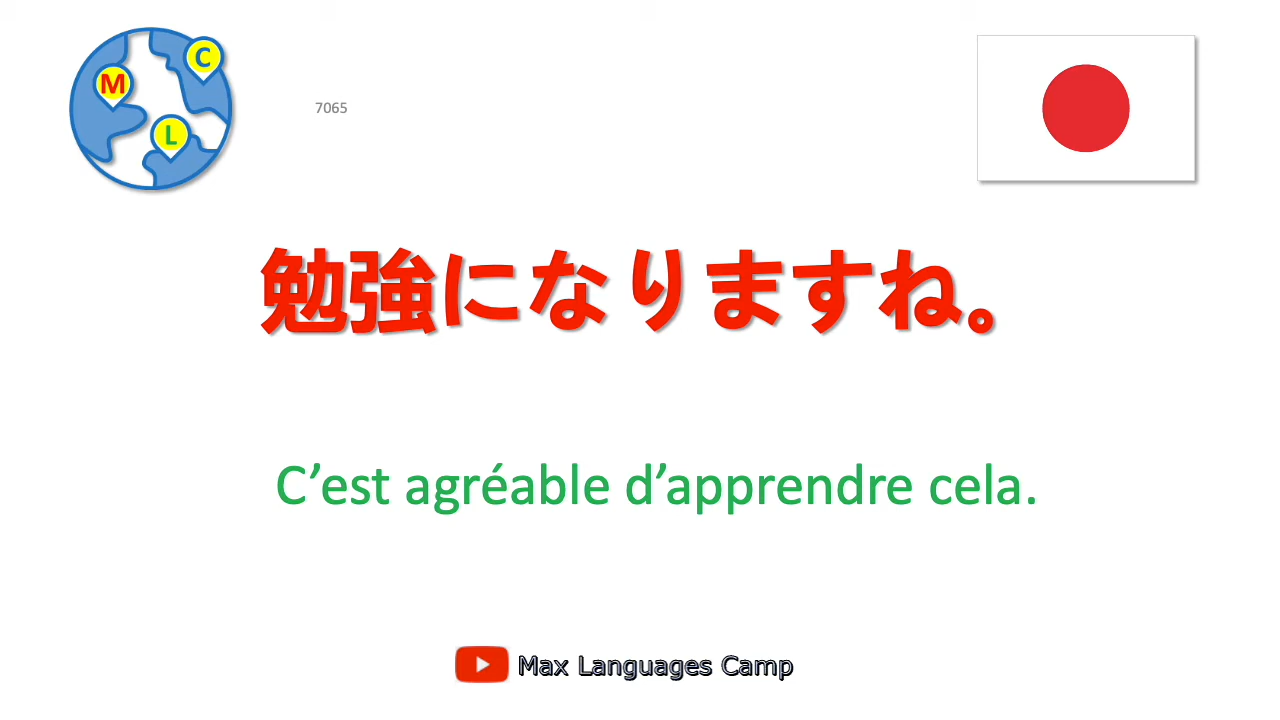 C
M
L
7065
勉強になりますね。
C’est agréable d’apprendre cela.
Max Languages Camp